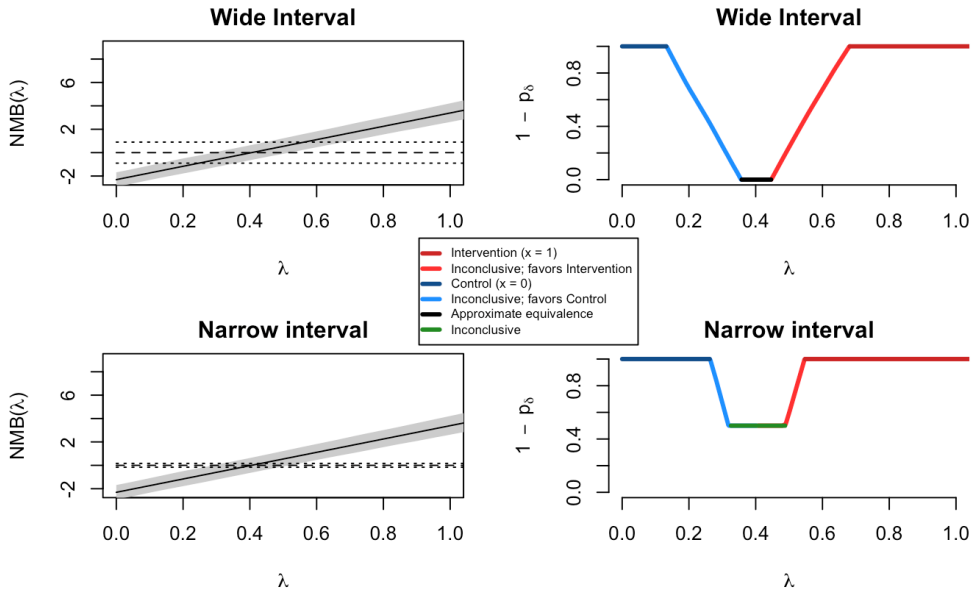 Wide Interval
NMB(λ)
6
2
-2
0.0 0.2 0.4 0.6 0.8 1.0
λ
Wide Interval
1 − pδ
0.8
0.4
0.0
0.0 0.2 0.4 0.6 0.8 1.0
λ
Intervention (x = 1)
Inconclusive; favors Intervention
Control (x = 0)
Inconclusive; favors Control
Approximate equivalence
Inconclusive
Narrow interval
NMB(λ)
6
2
-2
0.0 0.2 0.4 0.6 0.8 1.0
λ
Narrow interval
1 − pδ
0.8
0.4
0.0
0.0 0.2 0.4 0.6 0.8 1.0
λ